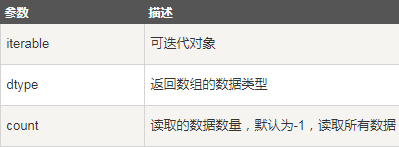 参数 描述
iterable 可迭代对象
dtype 返回数组的数据类型
count 读取的数据数量，默认为-1，读取所有数据